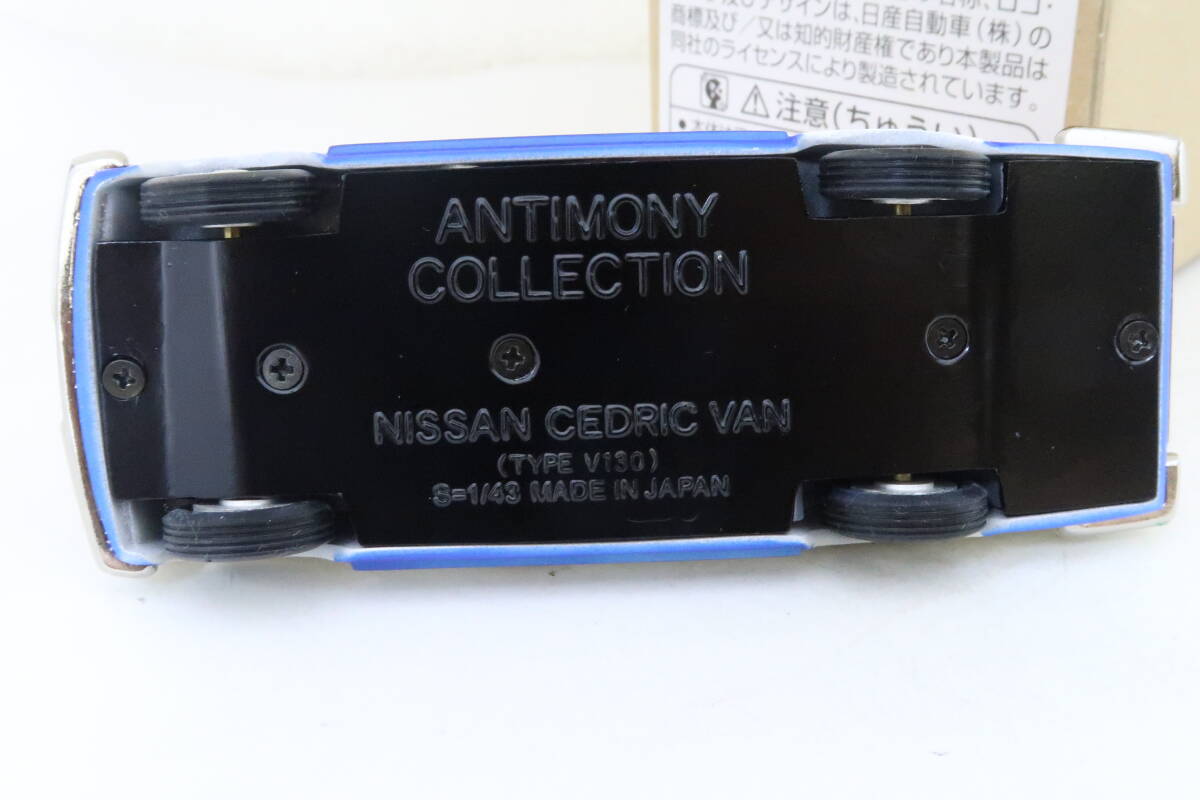 及びデザインは、日産自動車(株)の
商標及び/又は知的財産権であり本製品は
同社のライセンスにより製造されています。
注意(ちゅうい)
ANTIMONY
COLLECTION
NISSAN CEDRIC VAN
(TYPE V130)
S=1/43 MADE IN JAPAN